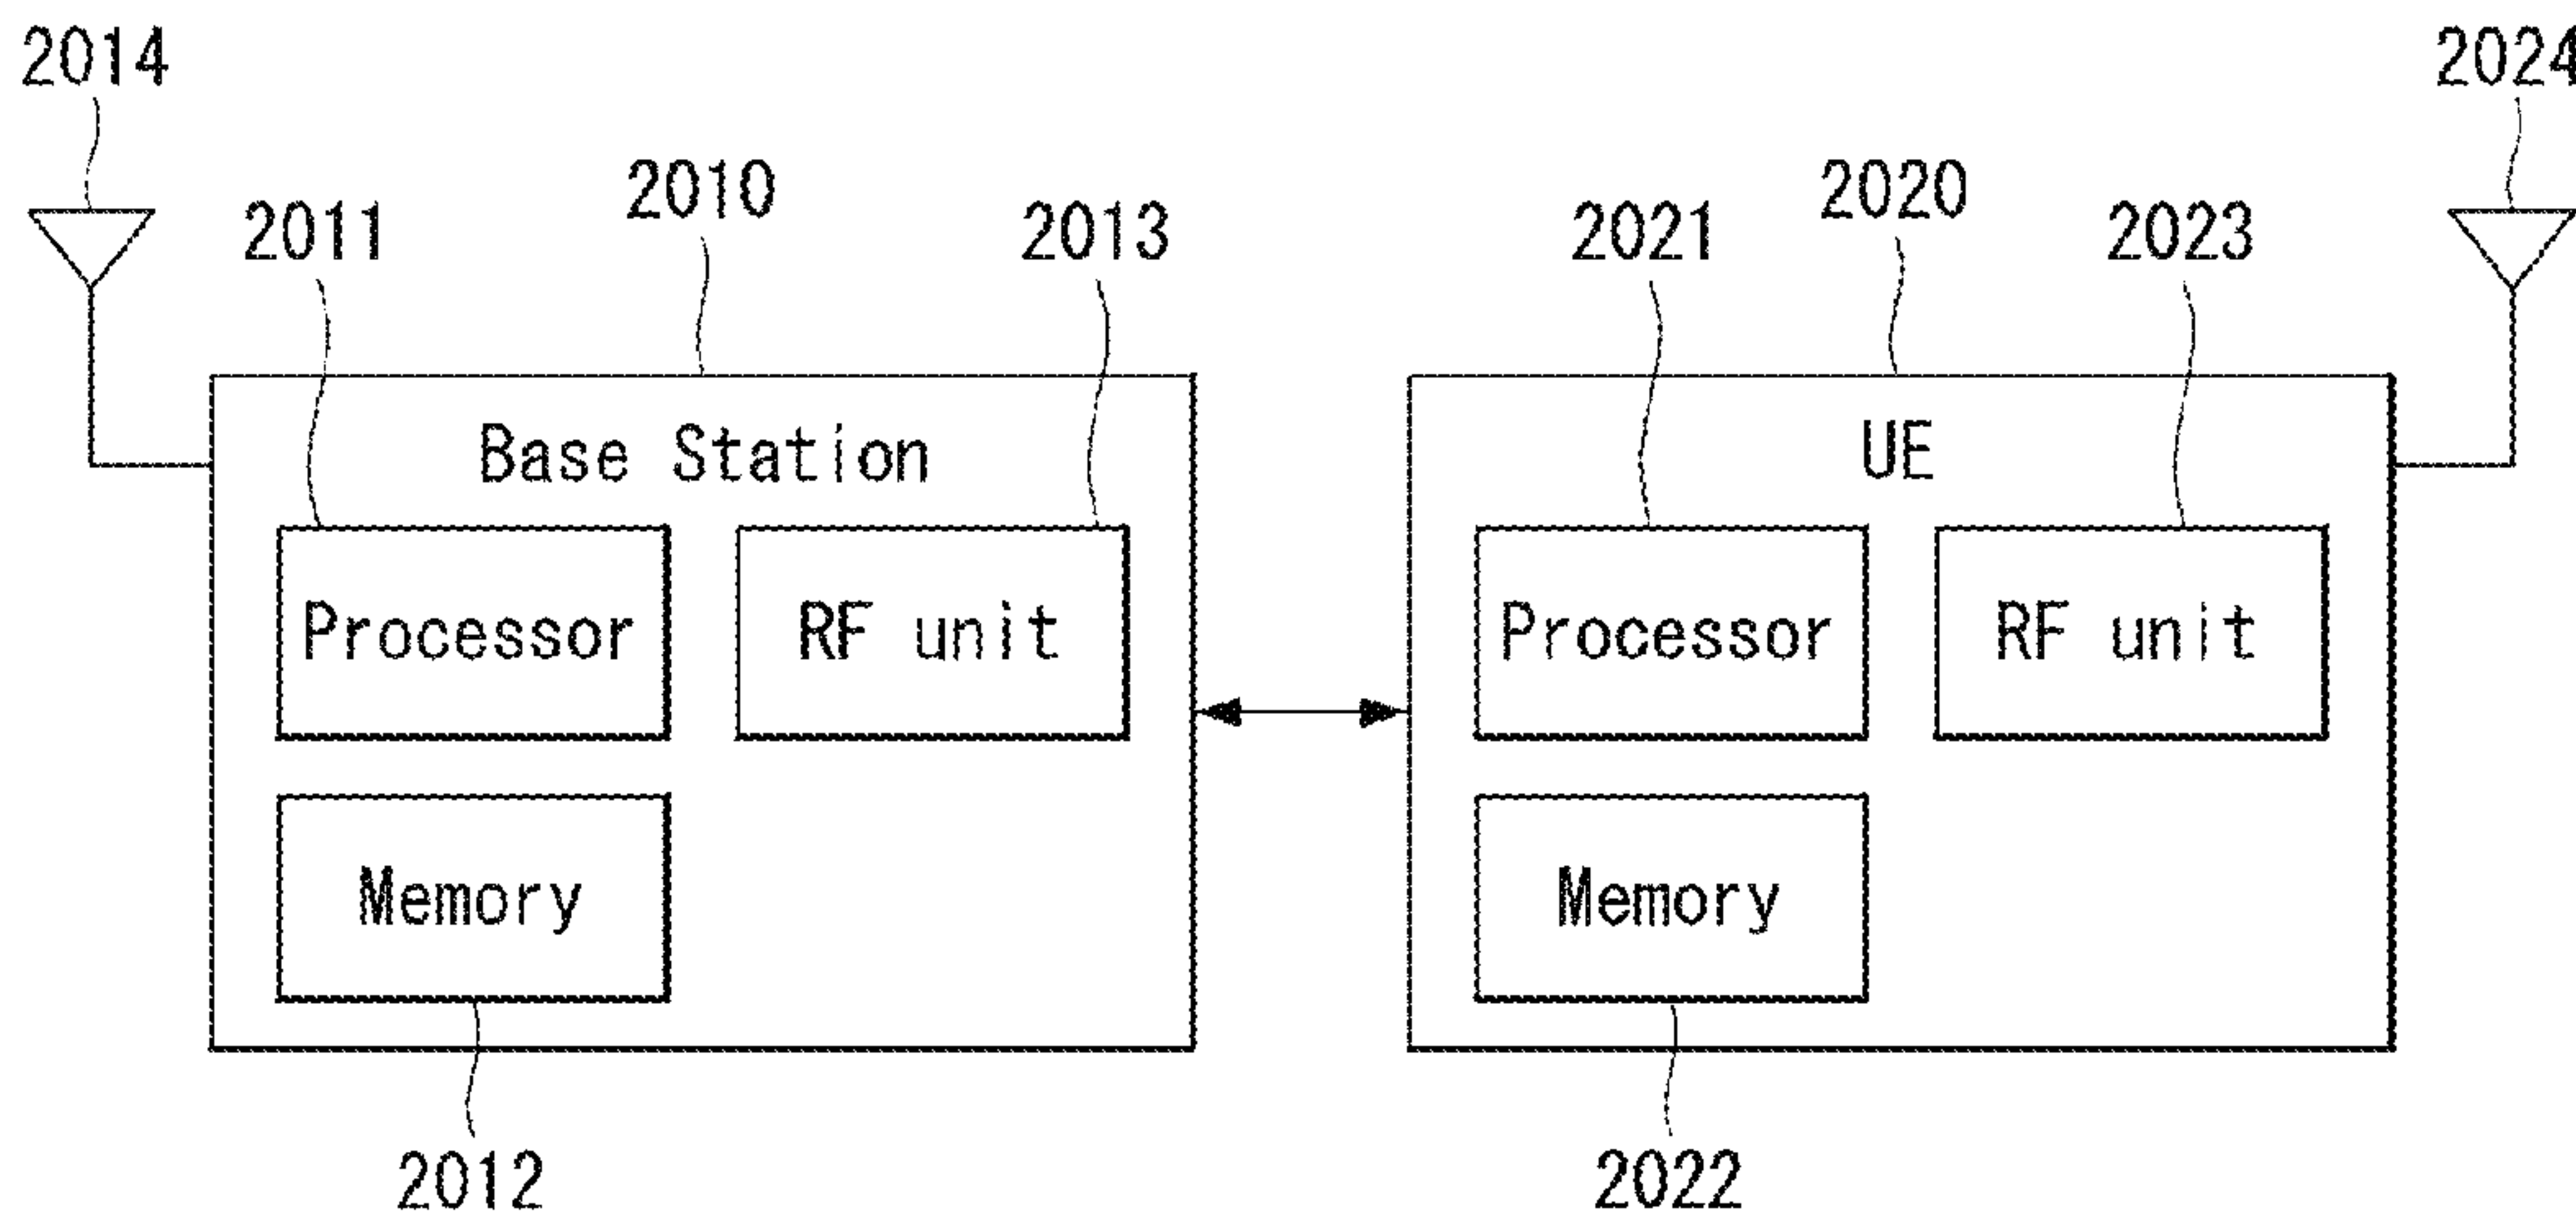 2014
2024
2010
2020
2011
2013
2021
2023
Base Station
UE
Processor
RF unit
Processor
RF unit
Memory
Memory
2012
2022